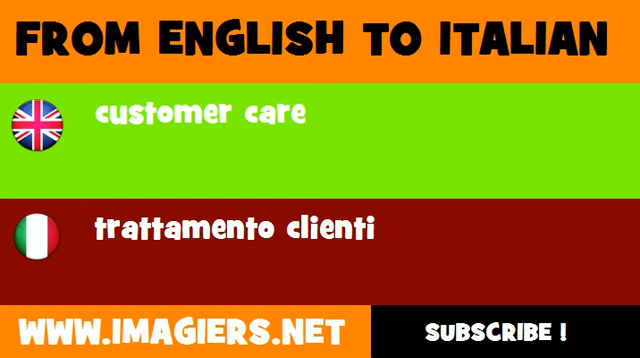 FROM ENGLISH TO ITALIAN
customer care
trattamento clienti
WWW.IMAGIERS.NET
SUBSCRIBE !